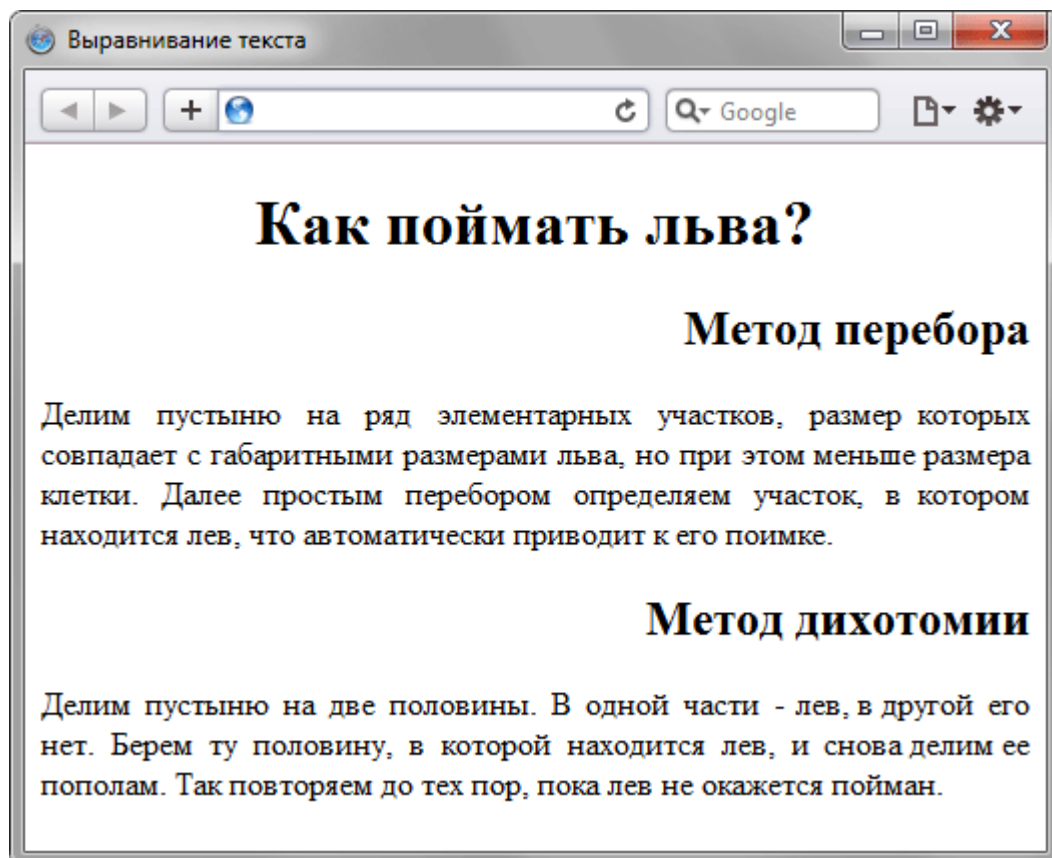 Выравнивание текста
Google
Как поймать льва?
Метод перебора
Делим пустыню на ряд элементарных участков, размер которых
совпадает с габаритными размерами льва, но при этом меньше размера
клетки. Далее простым перебором определяем участок, в котором
находится лев, что автоматически приводит к его поимке.
Метод дихотомии
Делим пустыню на две половины. В одной части - лев, в другой его
нет. Берем ту половину, в которой находится лев, и снова делим ее
пополам. Так повторяем до тех пор, пока лев не окажется пойман.